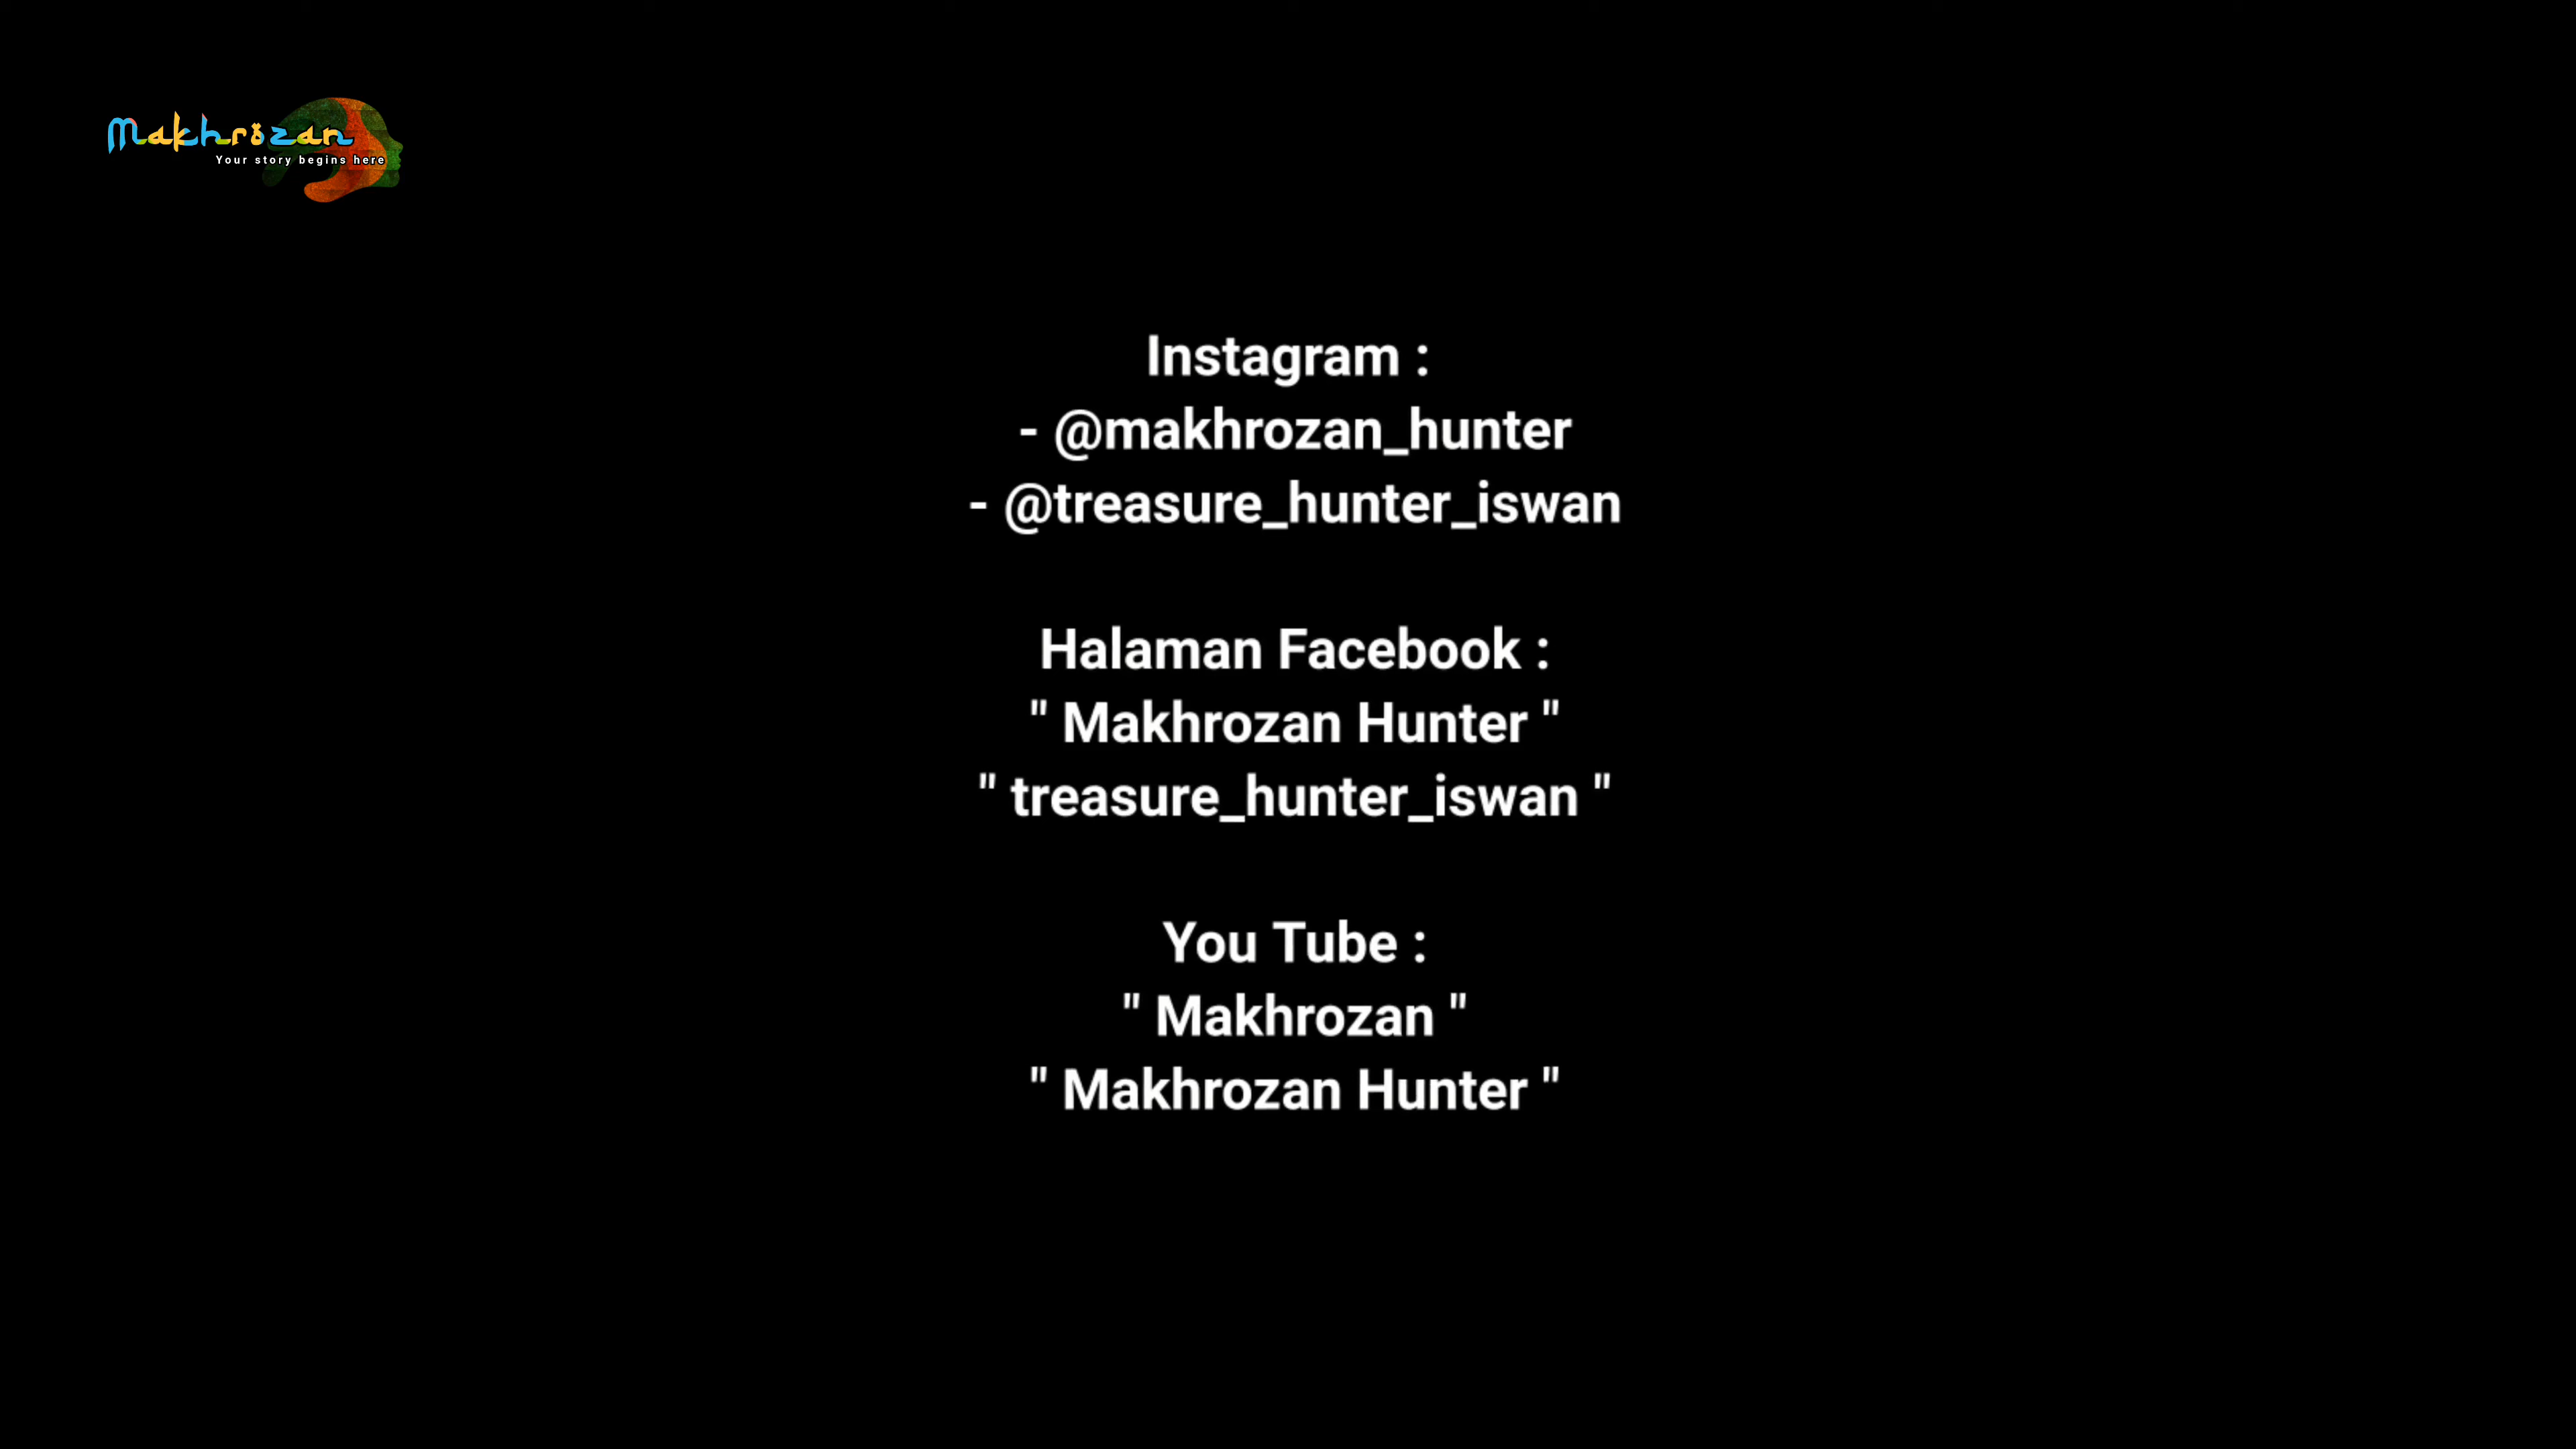 Makhrozan
Your story begins here
Instagram :
- @makhrozan_hunter
- @treasure_hunter_iswan
Halaman Facebook :
" Makhrozan Hunter "
" treasure_hunter_iswan "
You Tube :
" Makhrozan "
" Makhrozan Hunter "